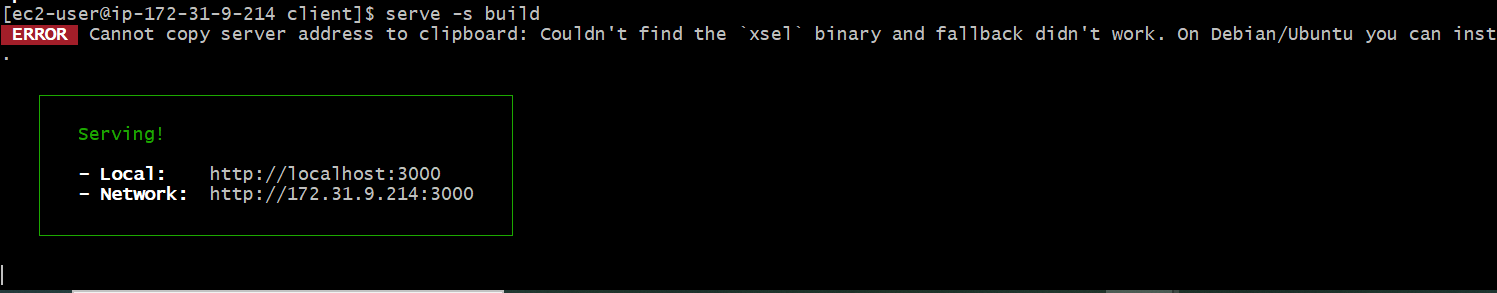 [ec2-user@ip-172-31-9-214 client]$ serve -s build
ERROR Cannot copy server address to clipboard: Couldn't find the `xsel` binary and fallback didn't work. On Debian/Ubuntu you can inst
.
Serving!
- Local: http://localhost:3000
- Network: http://172.31.9.214:3000